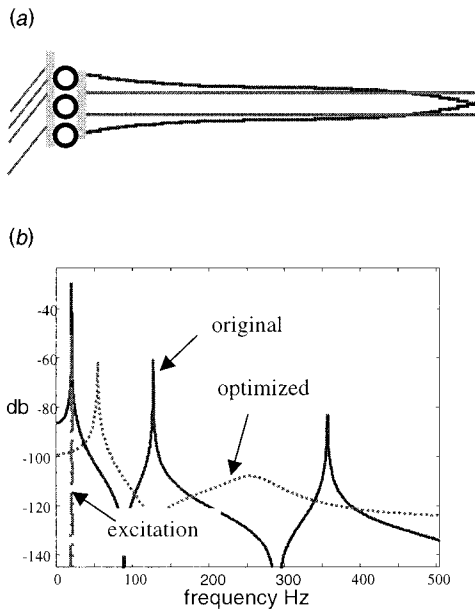 (a)
(b)
original
optimized
excitation
db
-40
-60
-80
-100
-120
-140
0
100
200
300
400
500
frequency Hz